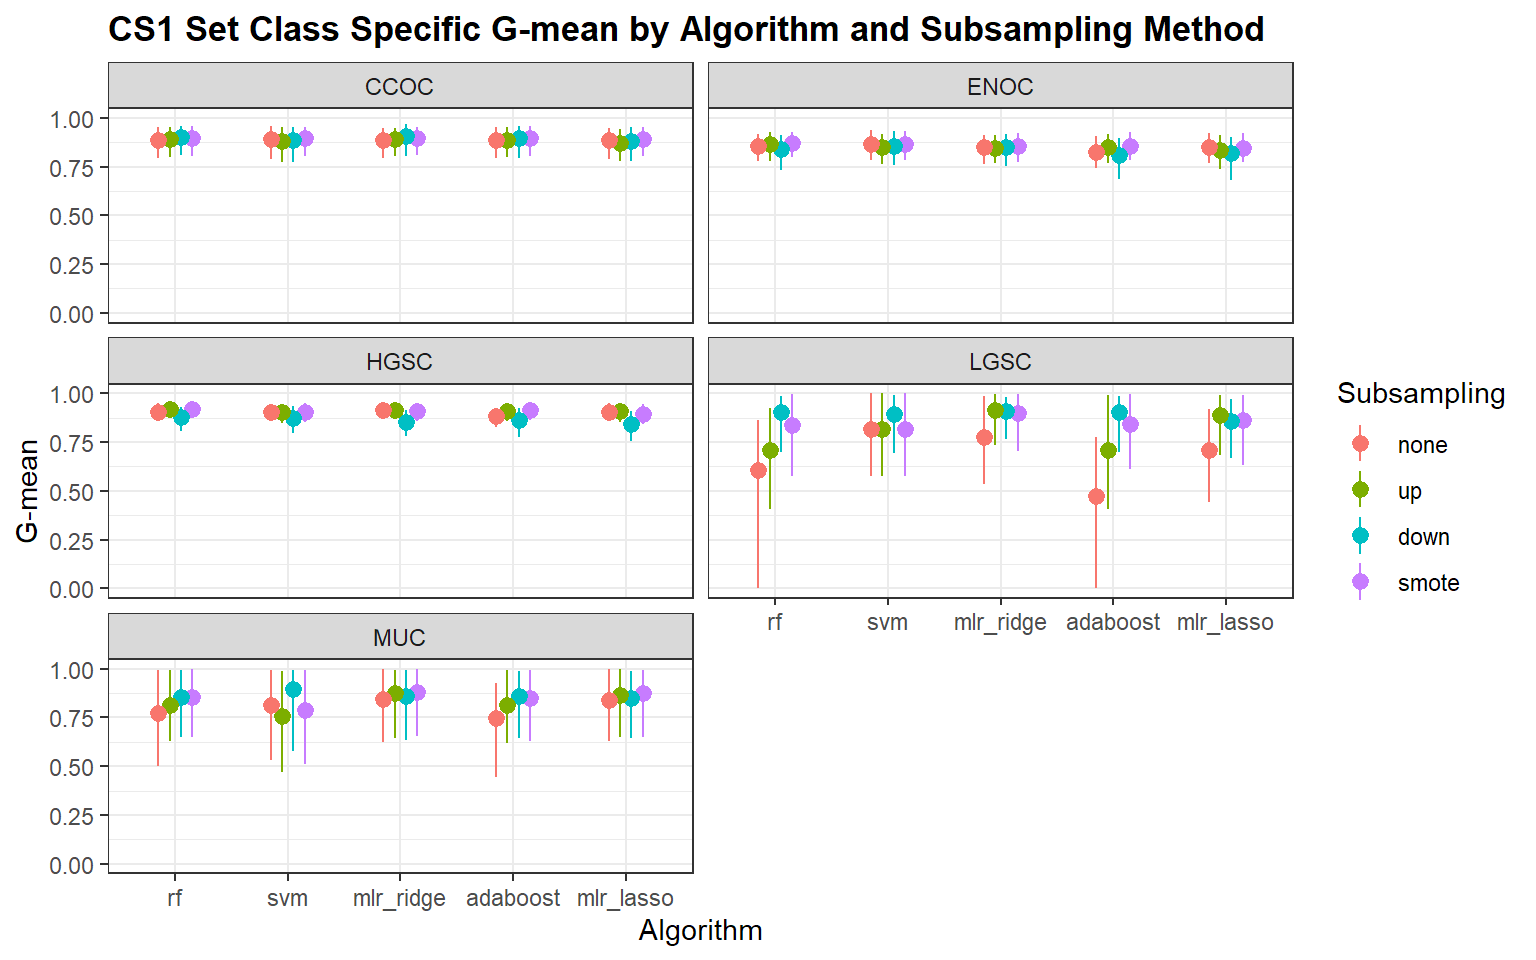 CS1 Set Class Specific G-mean by Algorithm and Subsampling Method
CCOC
ENOC
1.00
0.75
0.50
0.25
0.00
HGSC
LGSC
1.00
0.75
0.50
0.25
0.00
rf svm mlr_ridge adaboost mlr_lasso
MUC
1.00
0.75
0.50
0.25
0.00
rf svm mlr_ridge adaboost mlr_lasso
Algorithm
G-mean
Subsampling
none
up
down
smote